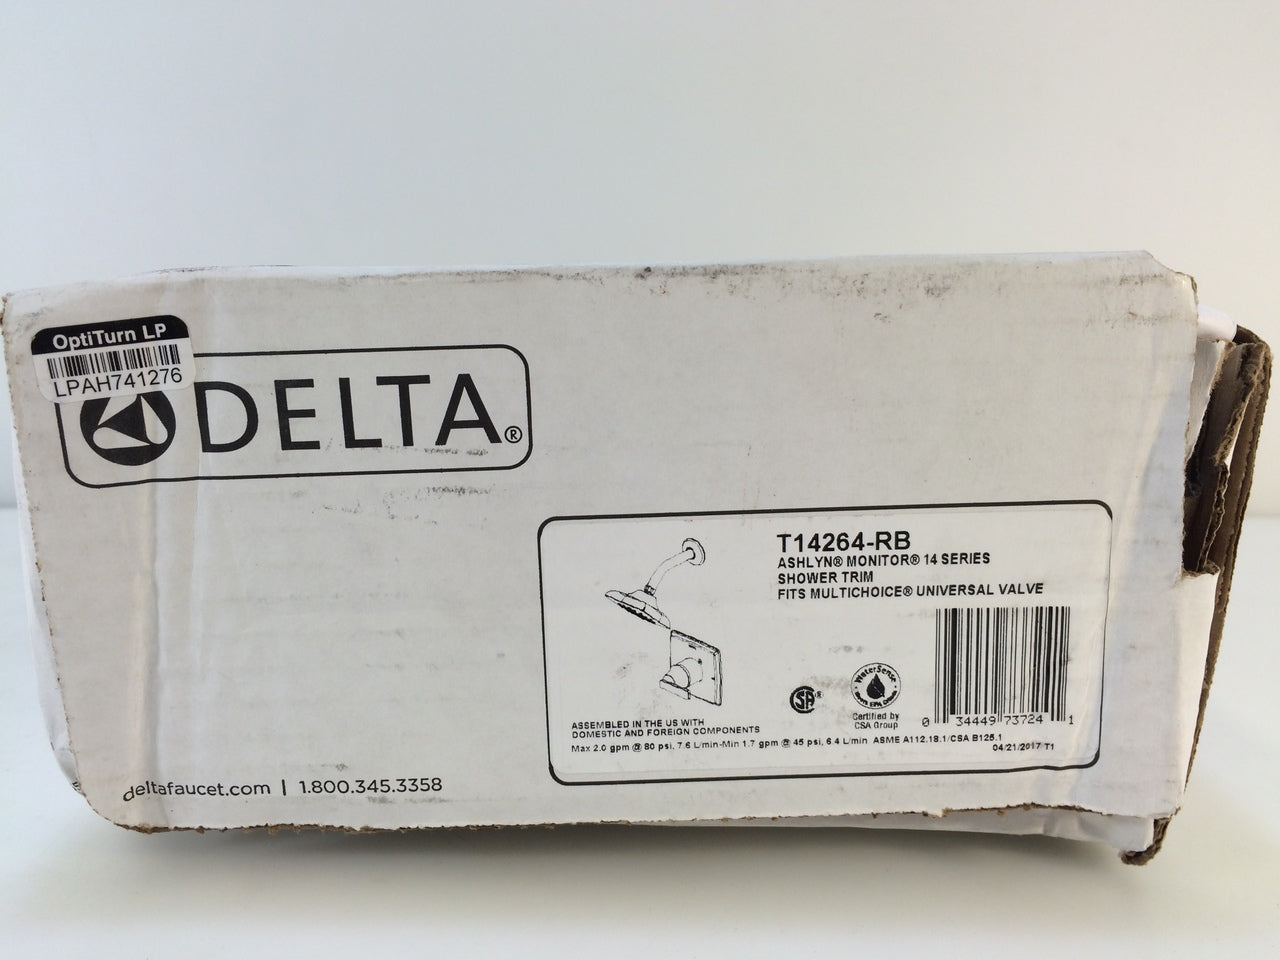 OptiTurn LP
LPAH741276
DELTA®
T14264-RB
ASHLYN® MONITOR® 14 SERIES
SHOWER TRIM
FITS MULTICHOICE® UNIVERSAL VALVE
SA®
WaterSense
Certified by
CSA Group
0 34449 73724 1
ASSEMBLED IN THE US WITH
DOMESTIC AND FOREIGN COMPONENTS
Max 2.0 gpm @ 80 psi, 7.6 L/min-Min 1.7 gpm @ 45 psi, 6.4 L/min ASME A112.18.1/CSA B125.1
04/21/2017 T1
deltafaucet.com | 1.800.345.3358